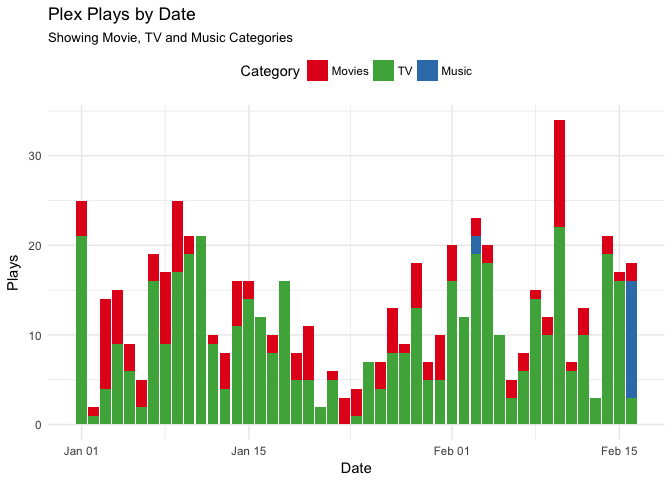 Plex Plays by Date
Showing Movie, TV and Music Categories
Category Movies TV Music
30
20
10
0
Plays
Jan 01 Jan 15 Feb 01 Feb 15
Date